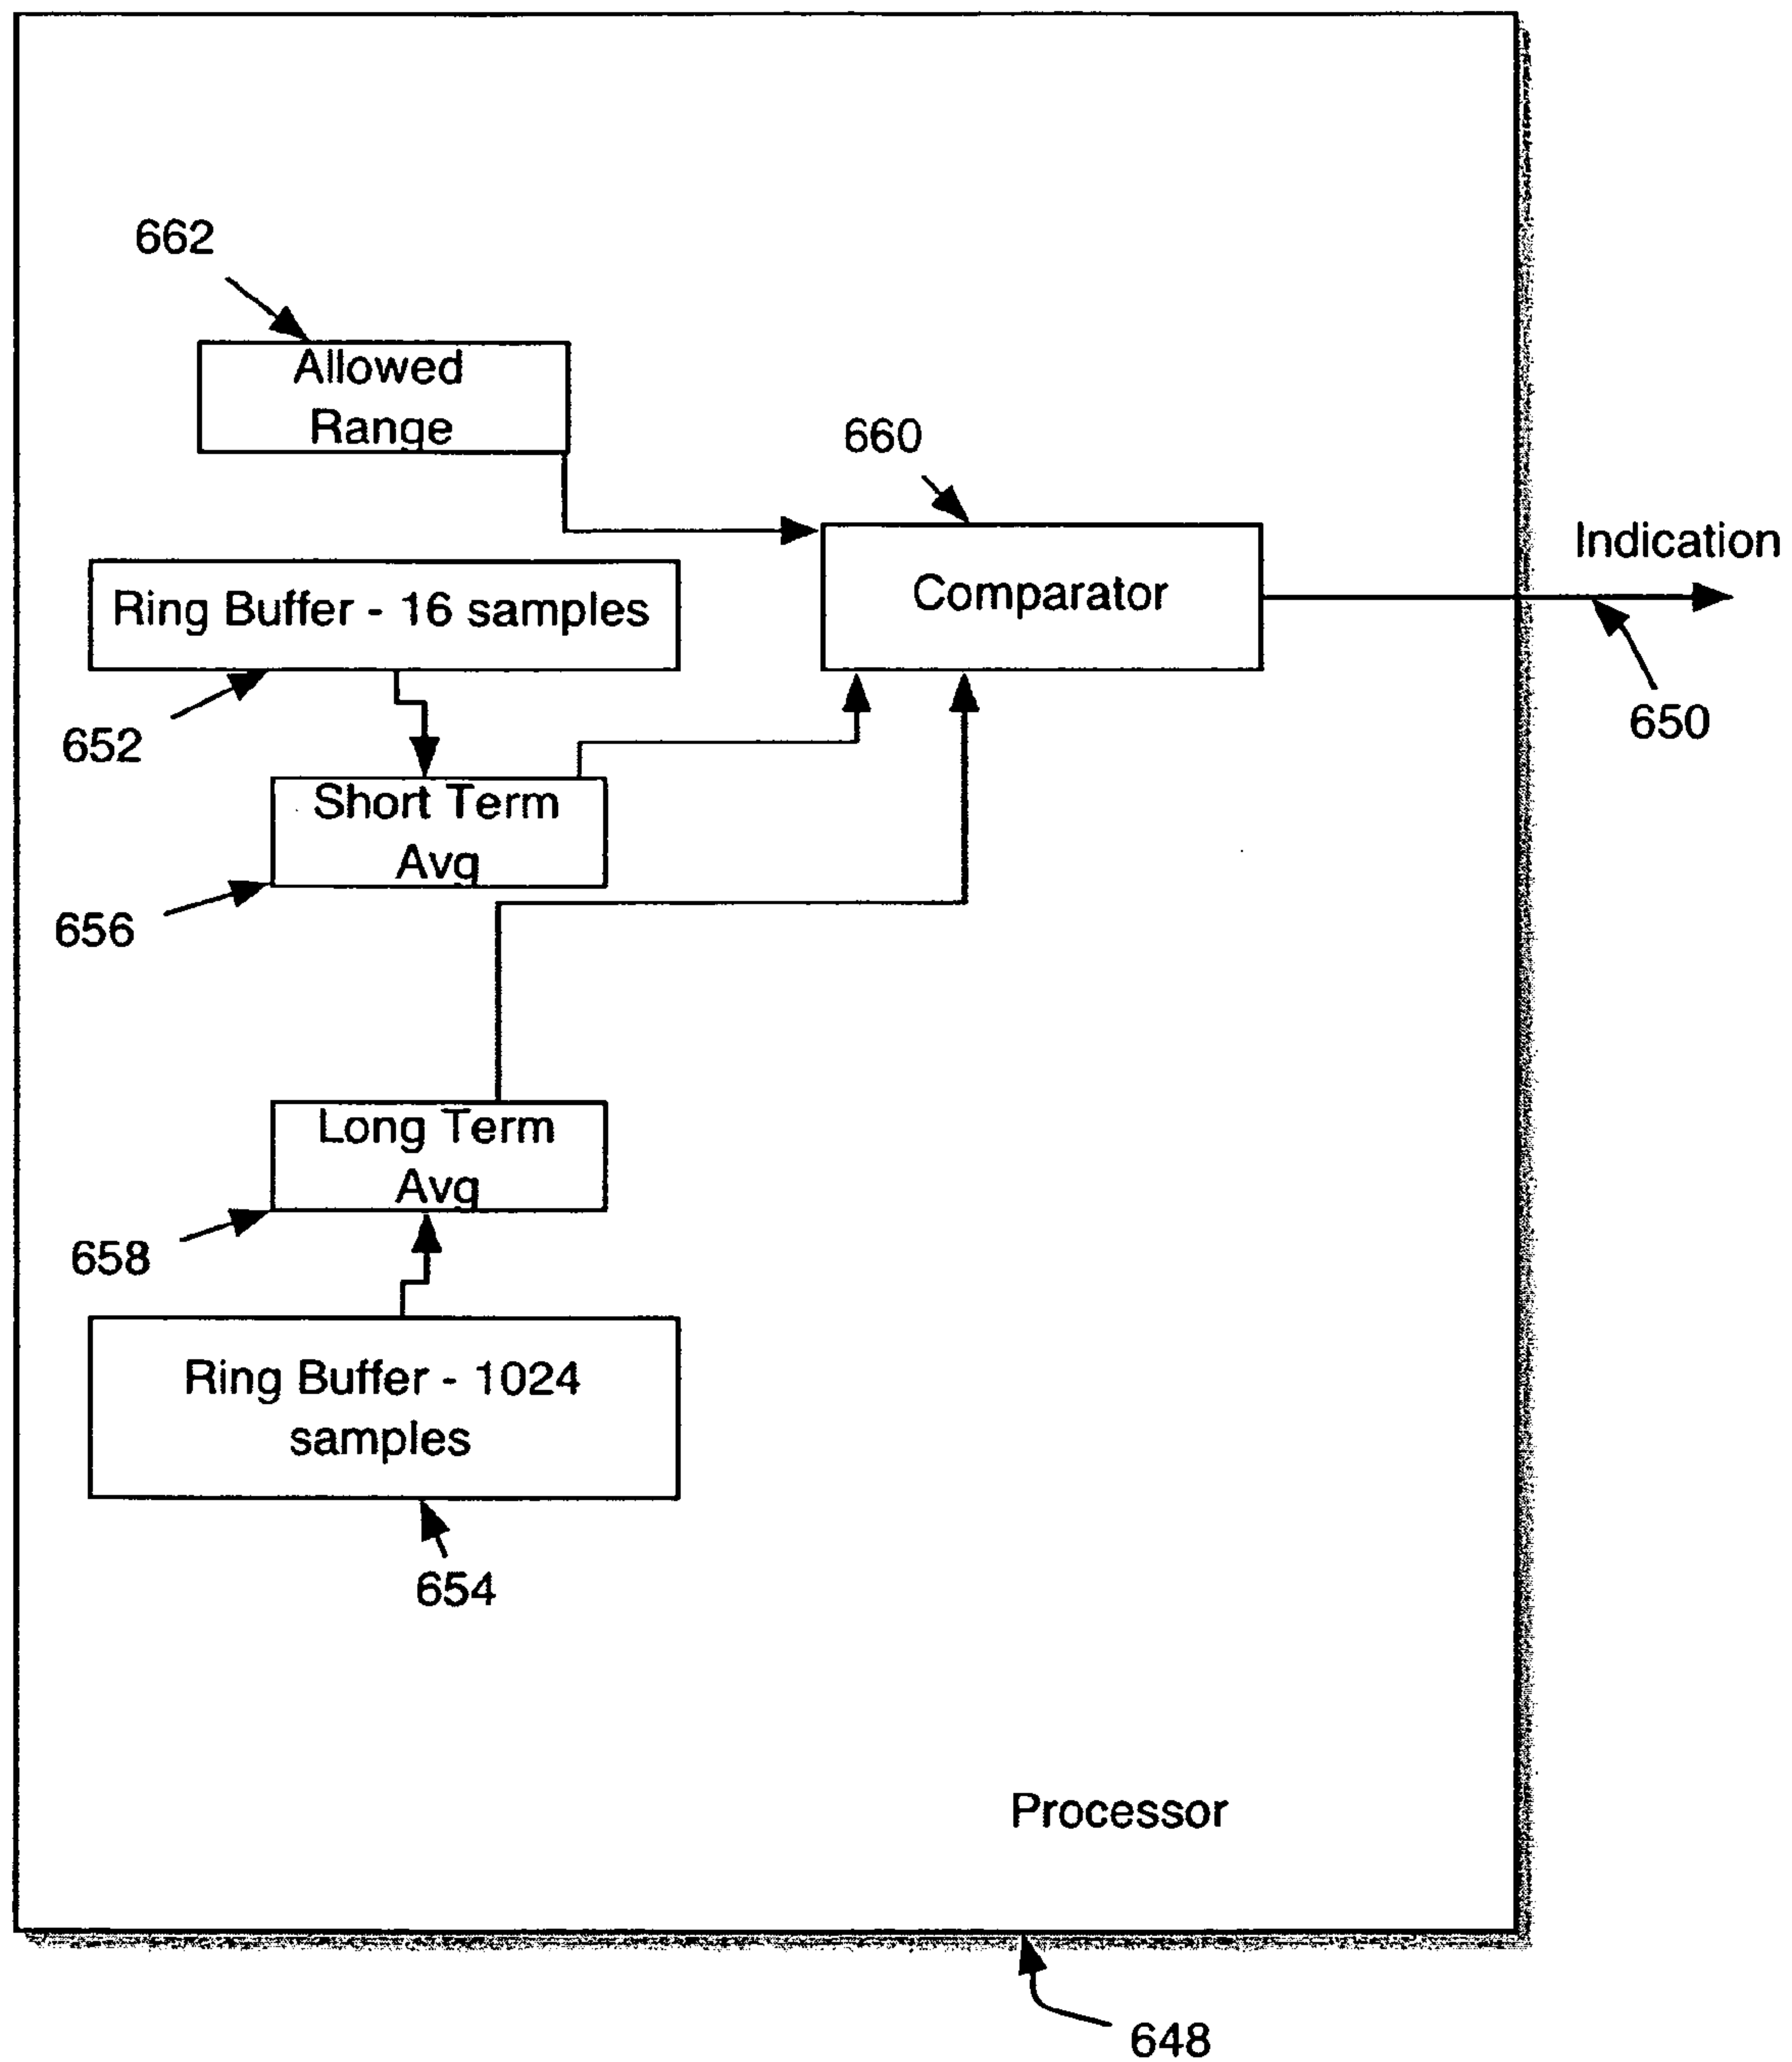 662
Allowed
Range
660
Comparator
Indication
650
Ring Buffer - 16 samples
652
Short Term
Avg
656
Long Term
Avg
658
Ring Buffer - 1024
samples
654
Processor
648